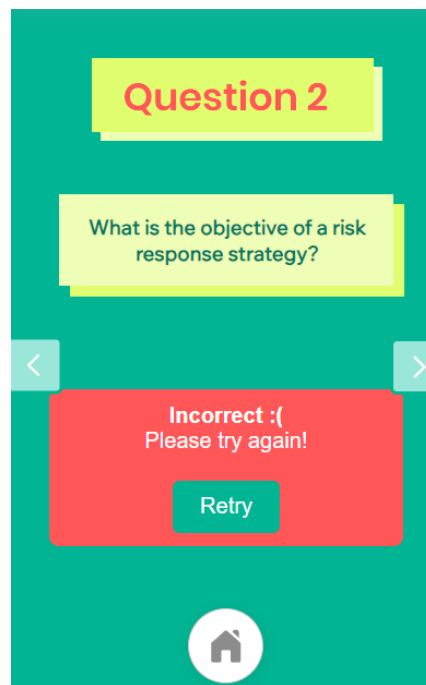 Question 2
What is the objective of a risk
response strategy?
Incorrect :(
Please try again!
Retry